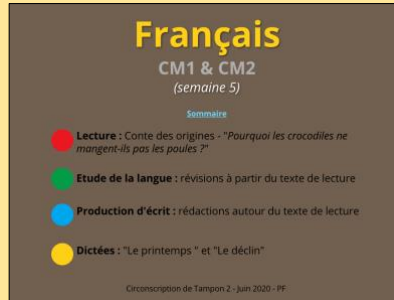 Français
CM1 & CM2
(semaine 5)
Sommaire
Lecture : Conte des origines - "Pourquoi les crocodiles ne
mangent-ils pas les poules ?"
Etude de la langue : révisions à partir du texte de lecture
Production d'écrit : rédactions autour du texte de lecture
Dictées : "Le printemps " et "Le déclin"
Circonscription de Tampon 2 - Juin 2020 - PF